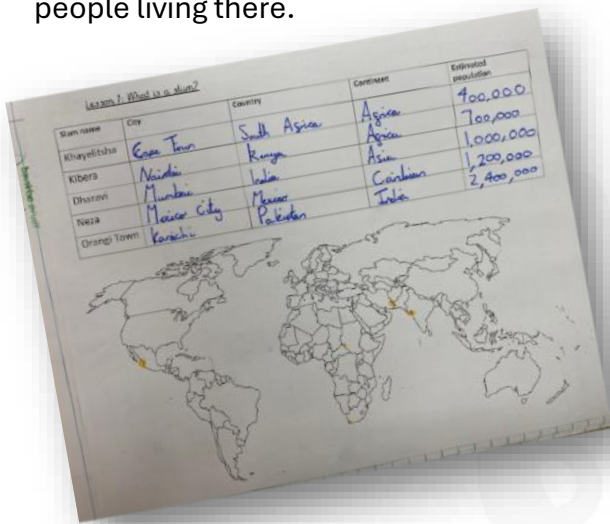 people living there.
Lesson 7: What is a slum?
Slum name City Country Continent Estimated population
Khayelitsha Cape Town South Africa Africa 400,000
Kibera Nairobi Kenya Africa 700,000
Dharavi Mumbai India Asia 1,000,000
Neza Mexico City Mexico 1,200,000
Orangi Town Karachi Pakistan India 2,400,000